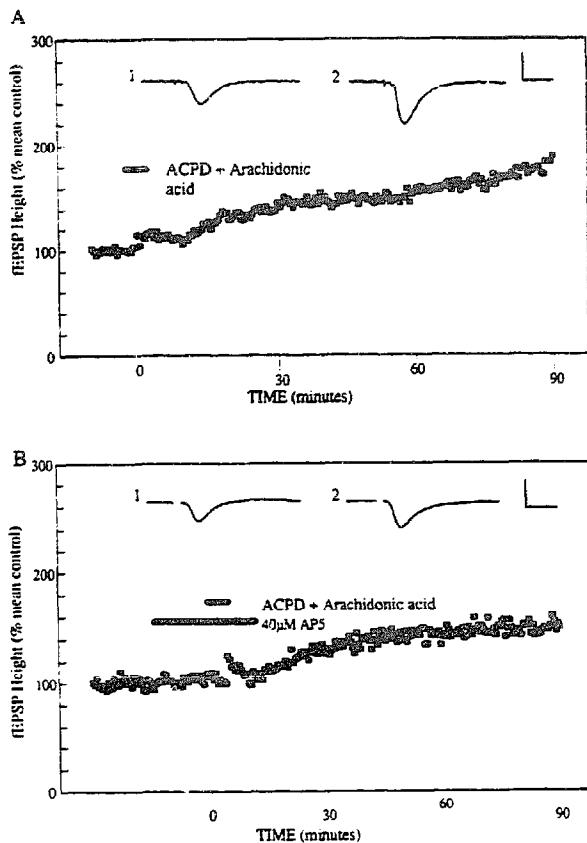 A
300
200
100
0
fEPSP Height (% mean control)
1
2
ACPD + Arachidonic
acid
0
30
60
90
TIME (minutes)
B
300
200
100
0
fEPSP Height (% mean control)
1
2
ACPD + Arachidonic acid
40µM AP5
0
30
60
90
TIME (minutes)